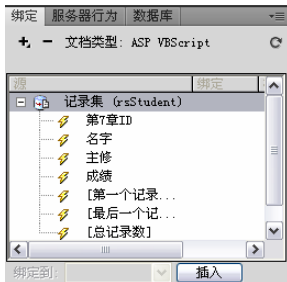 绑定 服务器行为 数据库
文档类型: ASP VBScript
源 绑定
记录集 (rsStudent)
第7章ID
名字
主修
成绩
[第一个记录...
[最后一个记...
[总记录数]
绑定到: 插入